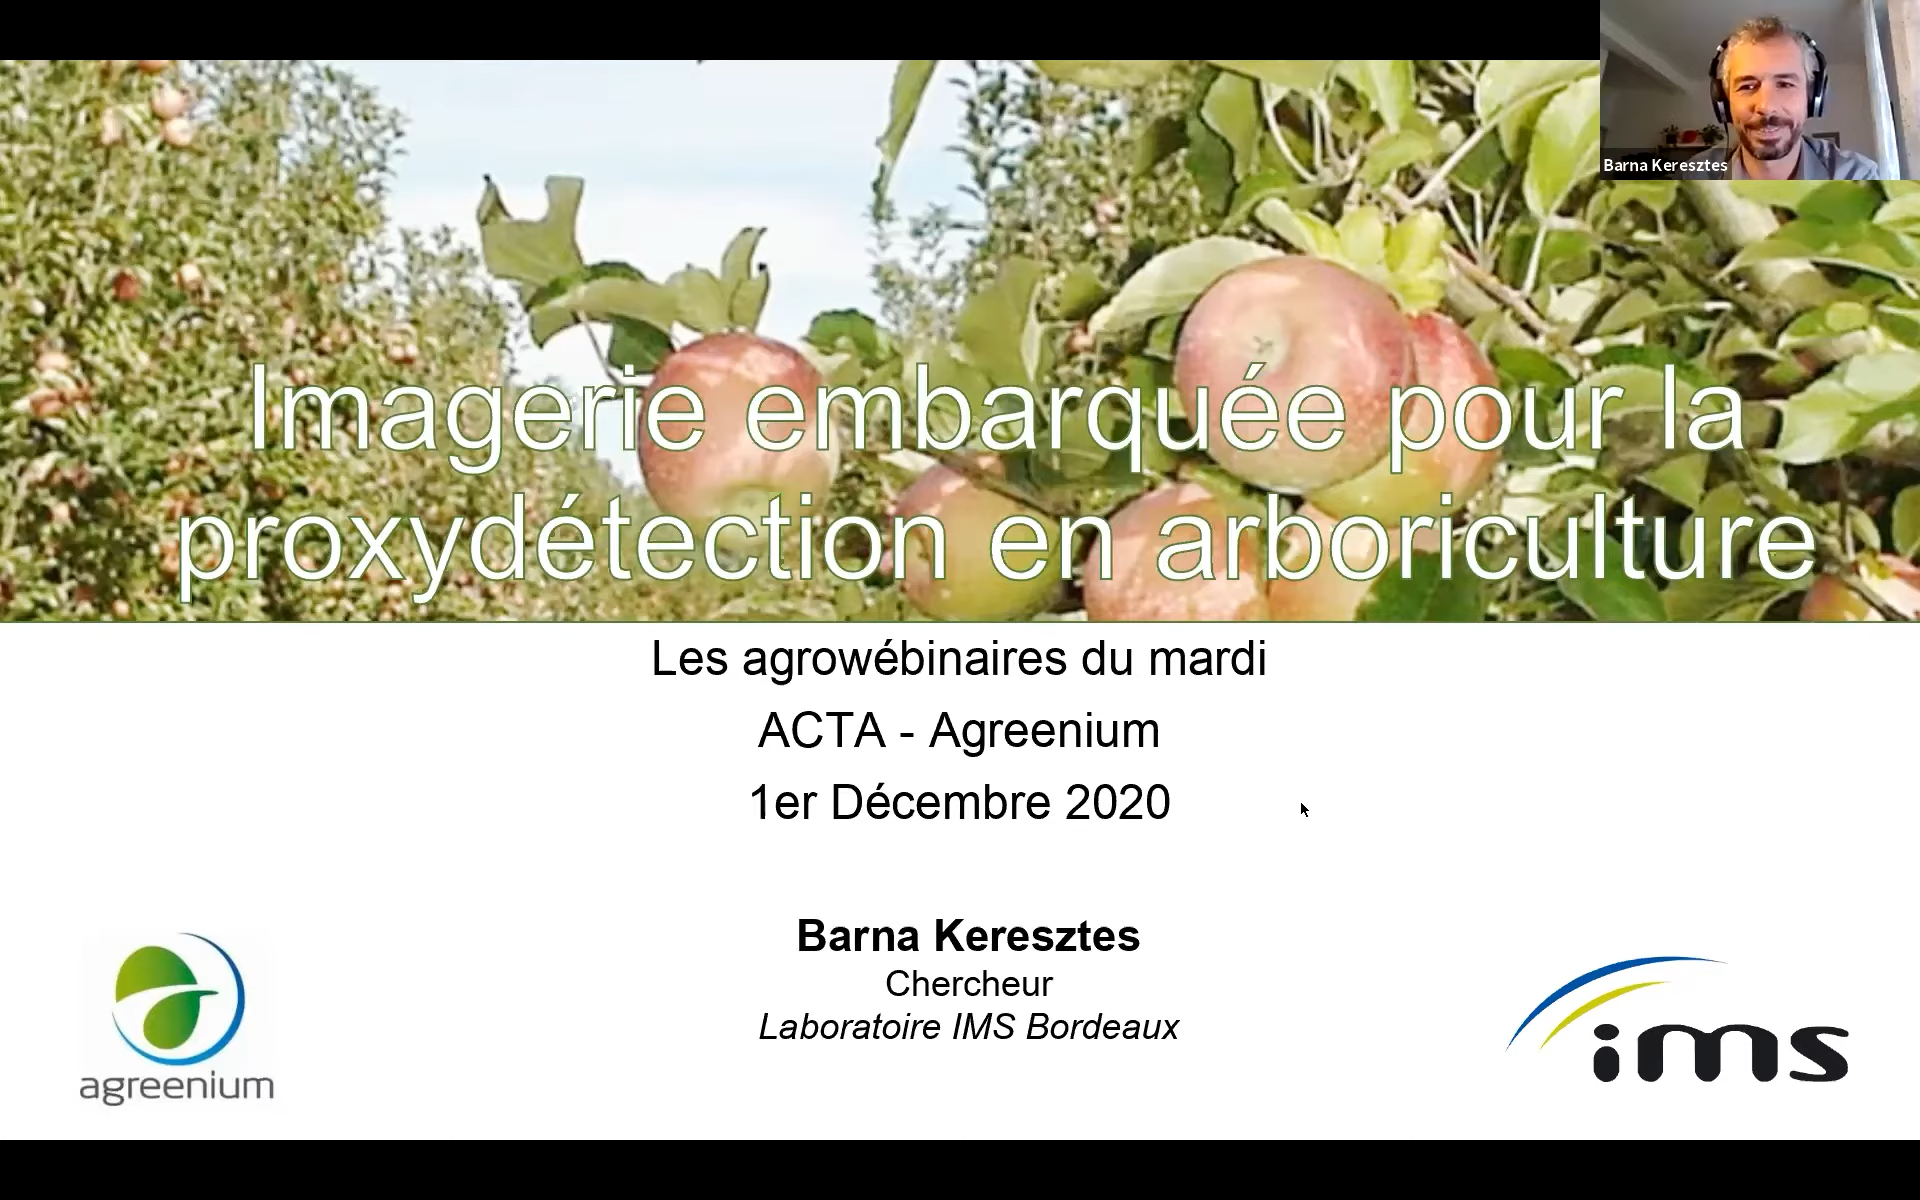 Barna Keresztes
Imagerie embarquée pour la
proxydétection en arboriculture
Les agrowébinaires du mardi
ACTA - Agreenium
1er Décembre 2020
Barna Keresztes
Chercheur
Laboratoire IMS Bordeaux
agreenium
ims